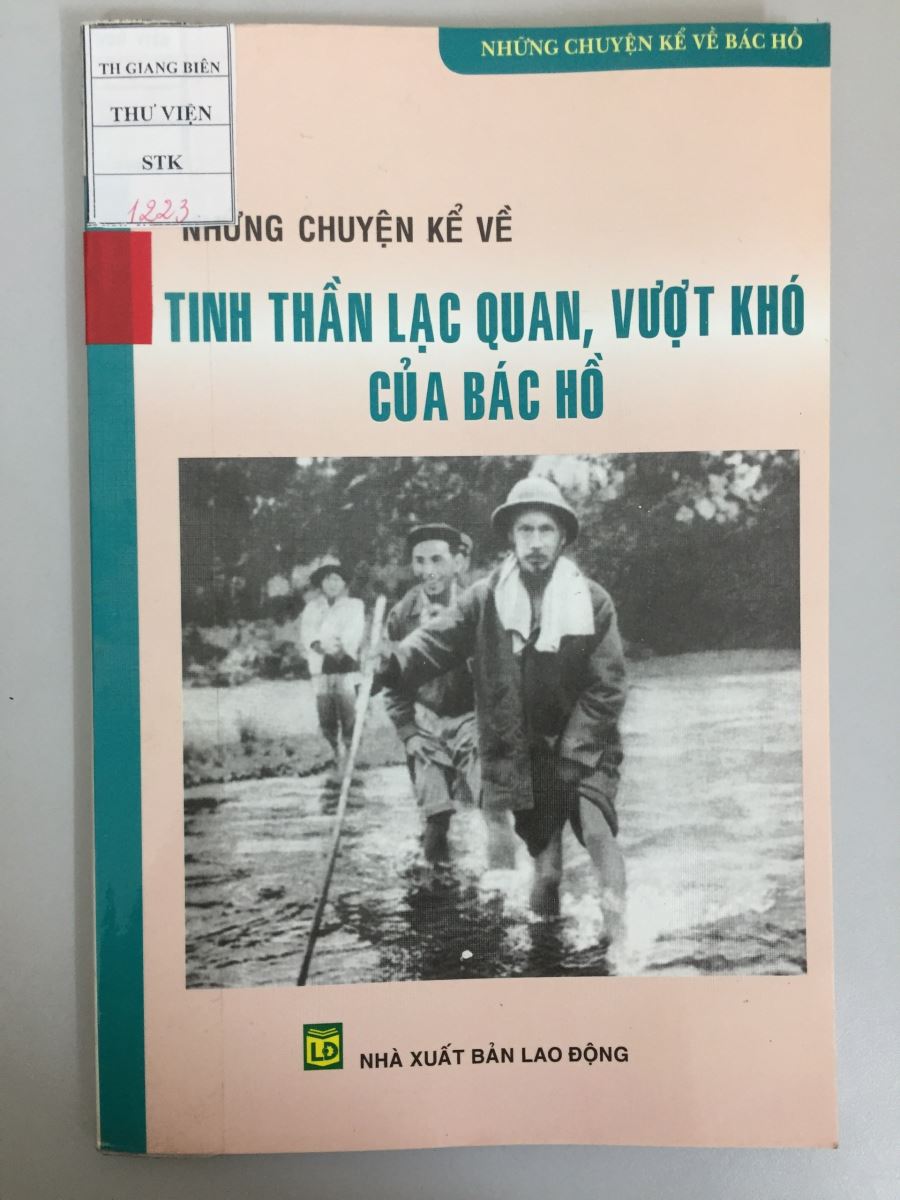 TH GIANG BIÊN
THƯ VIỆN
STK
1223
NHỮNG CHUYỆN KỂ VỀ BÁC HỒ
NHỮNG CHUYỆN KỂ VỀ
TINH THẦN LẠC QUAN, VƯỢT KHÓ
CỦA BÁC HỒ
LĐ
NHÀ XUẤT BẢN LAO ĐỘNG